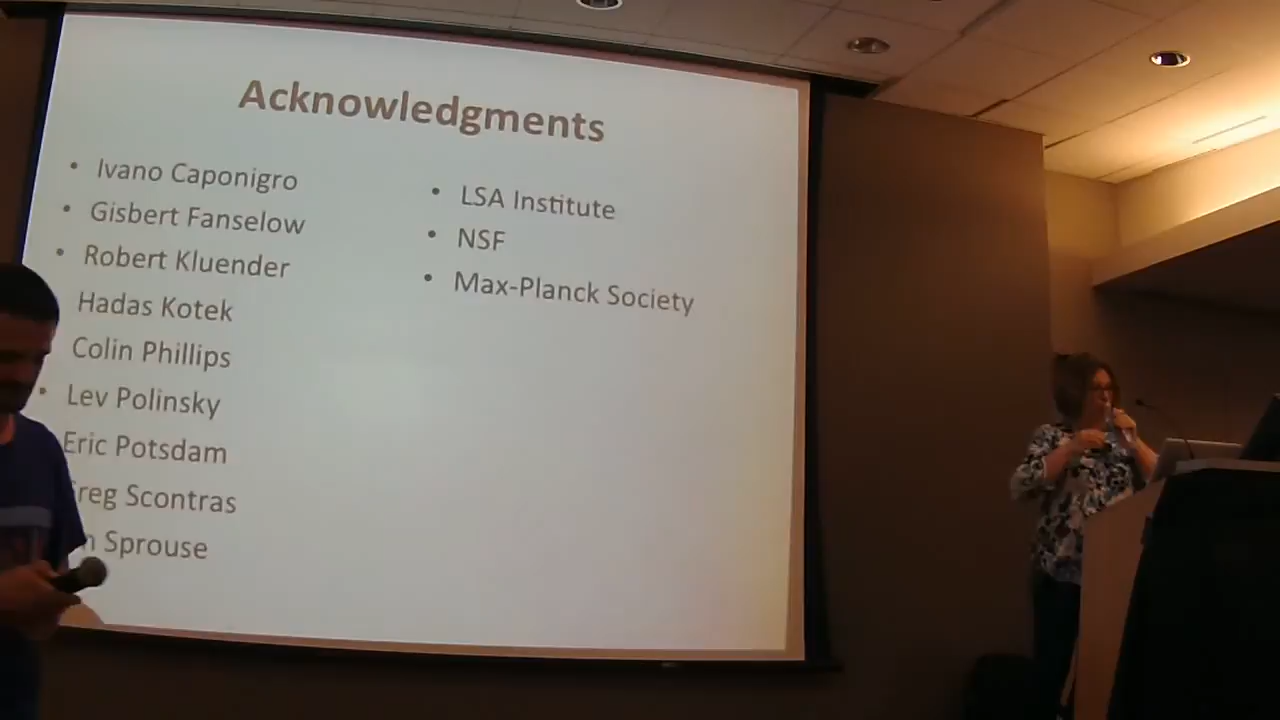 Acknowledgments
• Ivano Caponigro
• Gisbert Fanselow
• Robert Kluender
Hadas Kotek
Colin Phillips
• Lev Polinsky
Eric Potsdam
Scontras
Sprouse
• LSA Institute
• NSF
• Max-Planck Society